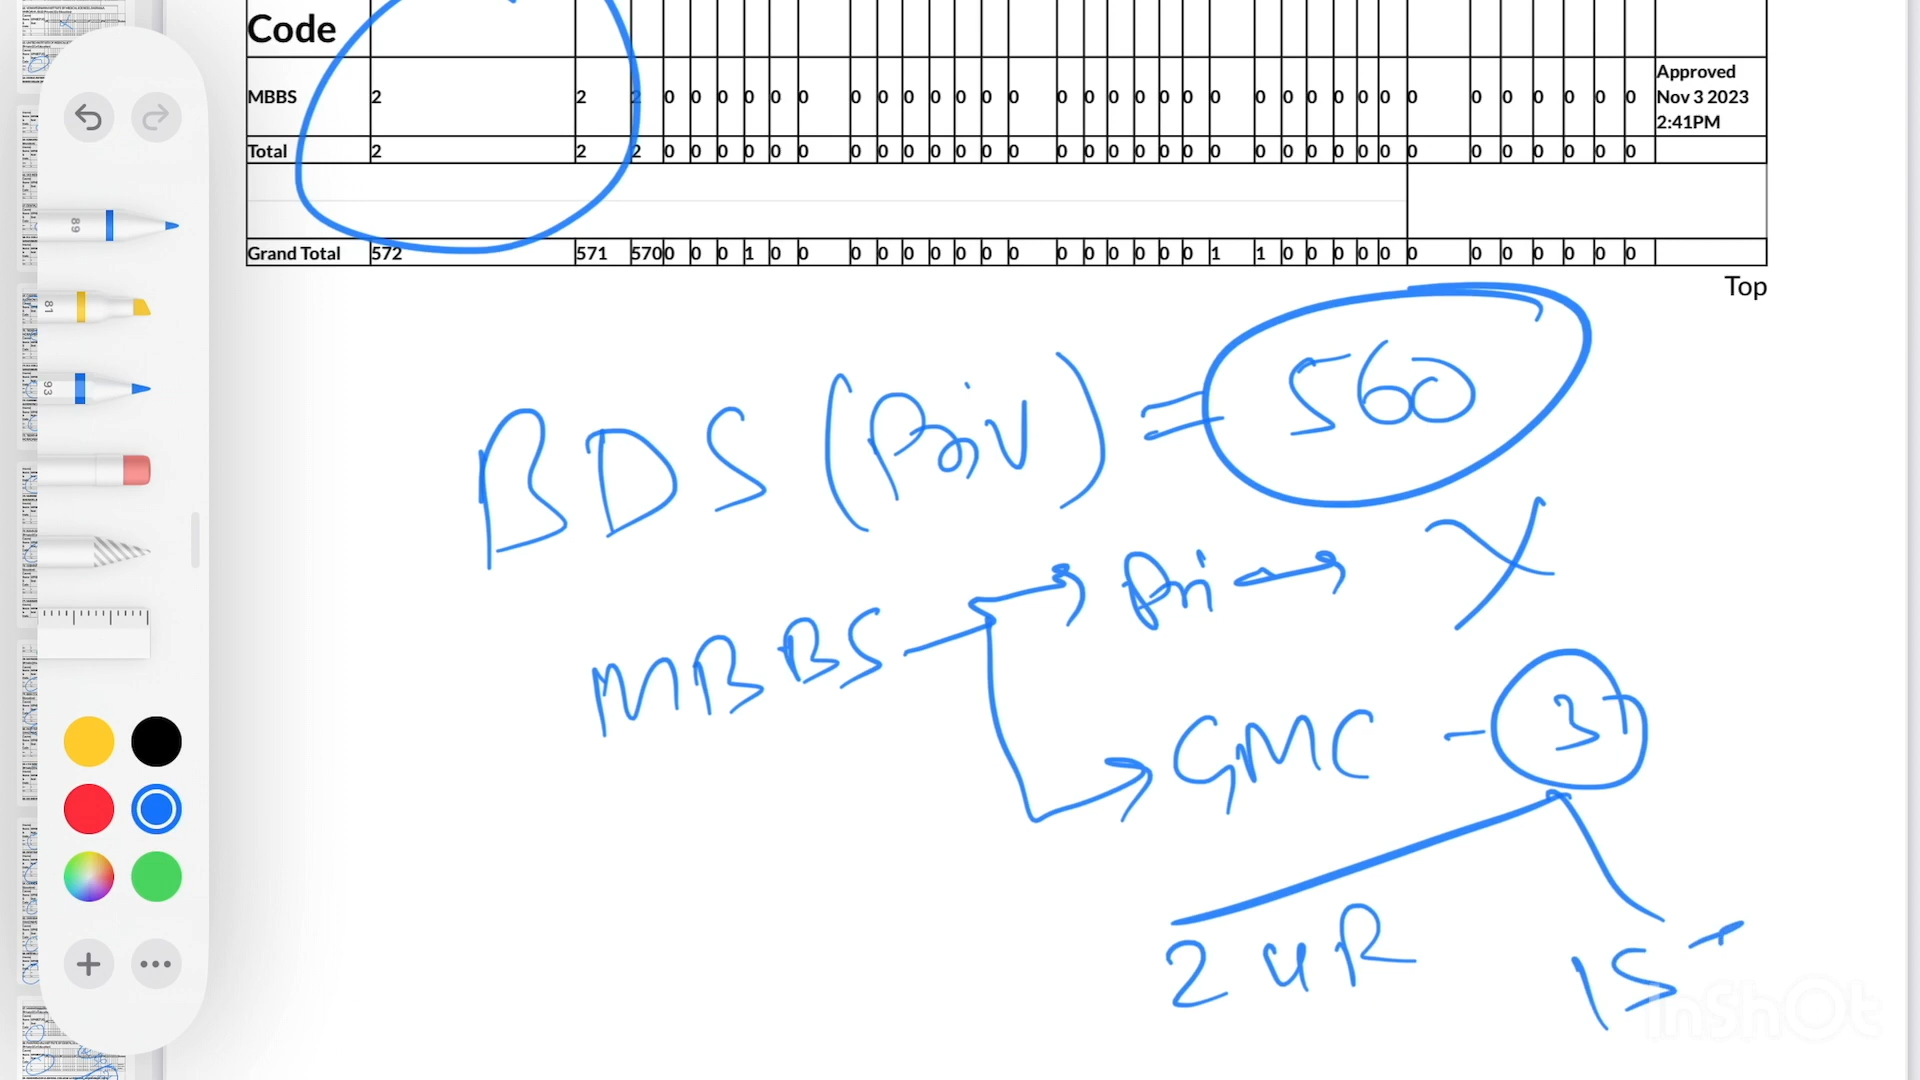 Code
Approved
MBBS 2 2 2 0 0 0 0 0 0 0 0 0 0 0 0 0 0 0 0 0 0 0 0 0 0 0 0 0 0 0 0 0 0 0 0 0 Nov 3 2023
2:41PM
Total 2 2 2 0 0 0 0 0 0 0 0 0 0 0 0 0 0 0 0 0 0 0 0 0 0 0 0 0 0 0 0 0 0 0 0 0
Grand Total 572 571 570 0 0 0 1 0 0 0 0 0 0 0 0 0 0 0 0 0 0 0 1 1 0 0 0 0 0 0 0 0 0 0 0 0
Top
BDS (Priv) = 560
MBBS Pri X
GMC - 3
2 UR
89
81
93
InShOt